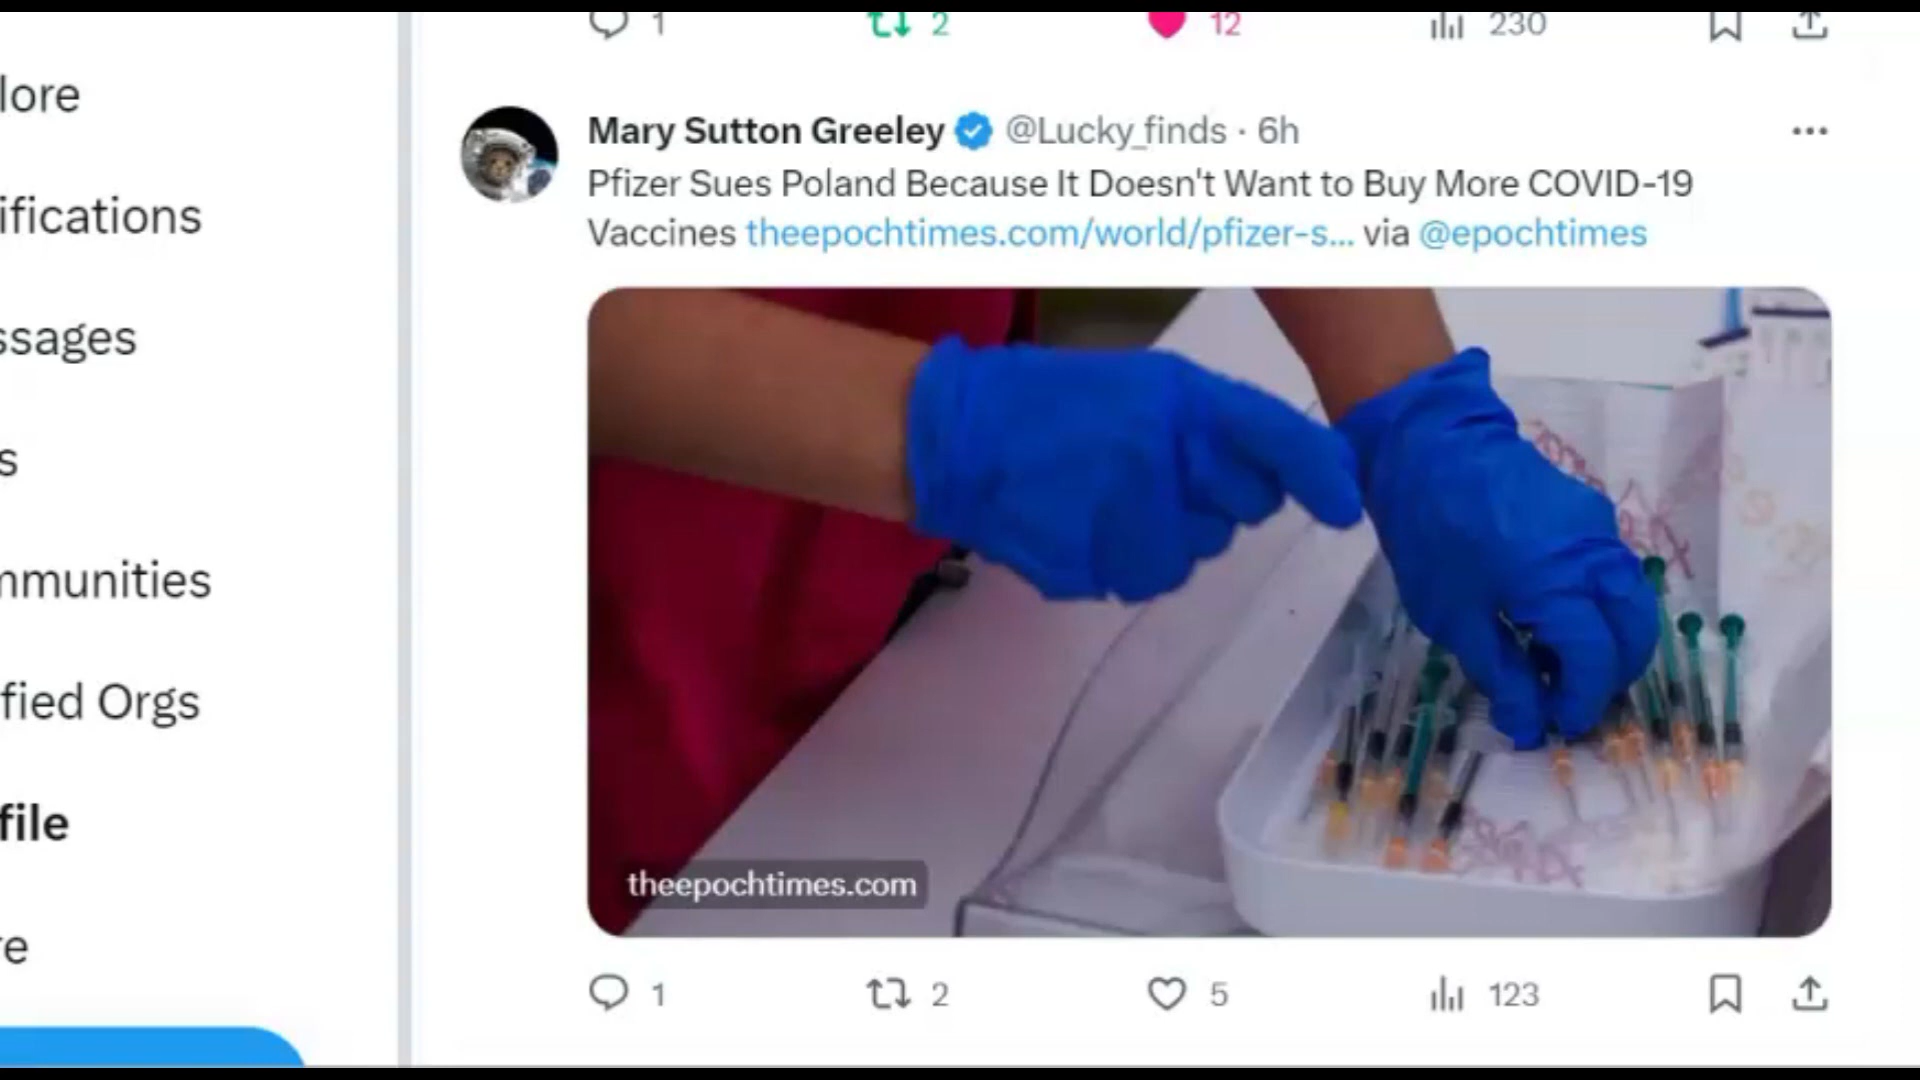 1 2 12 230
lore
Mary Sutton Greeley @Lucky_finds · 6h
Pfizer Sues Poland Because It Doesn't Want to Buy More COVID-19
ifications
Vaccines theepochtimes.com/world/pfizer-s... via @epochtimes
ssages
s
mmunities
fied Orgs
file
theepochtimes.com
re
1 2 5 123